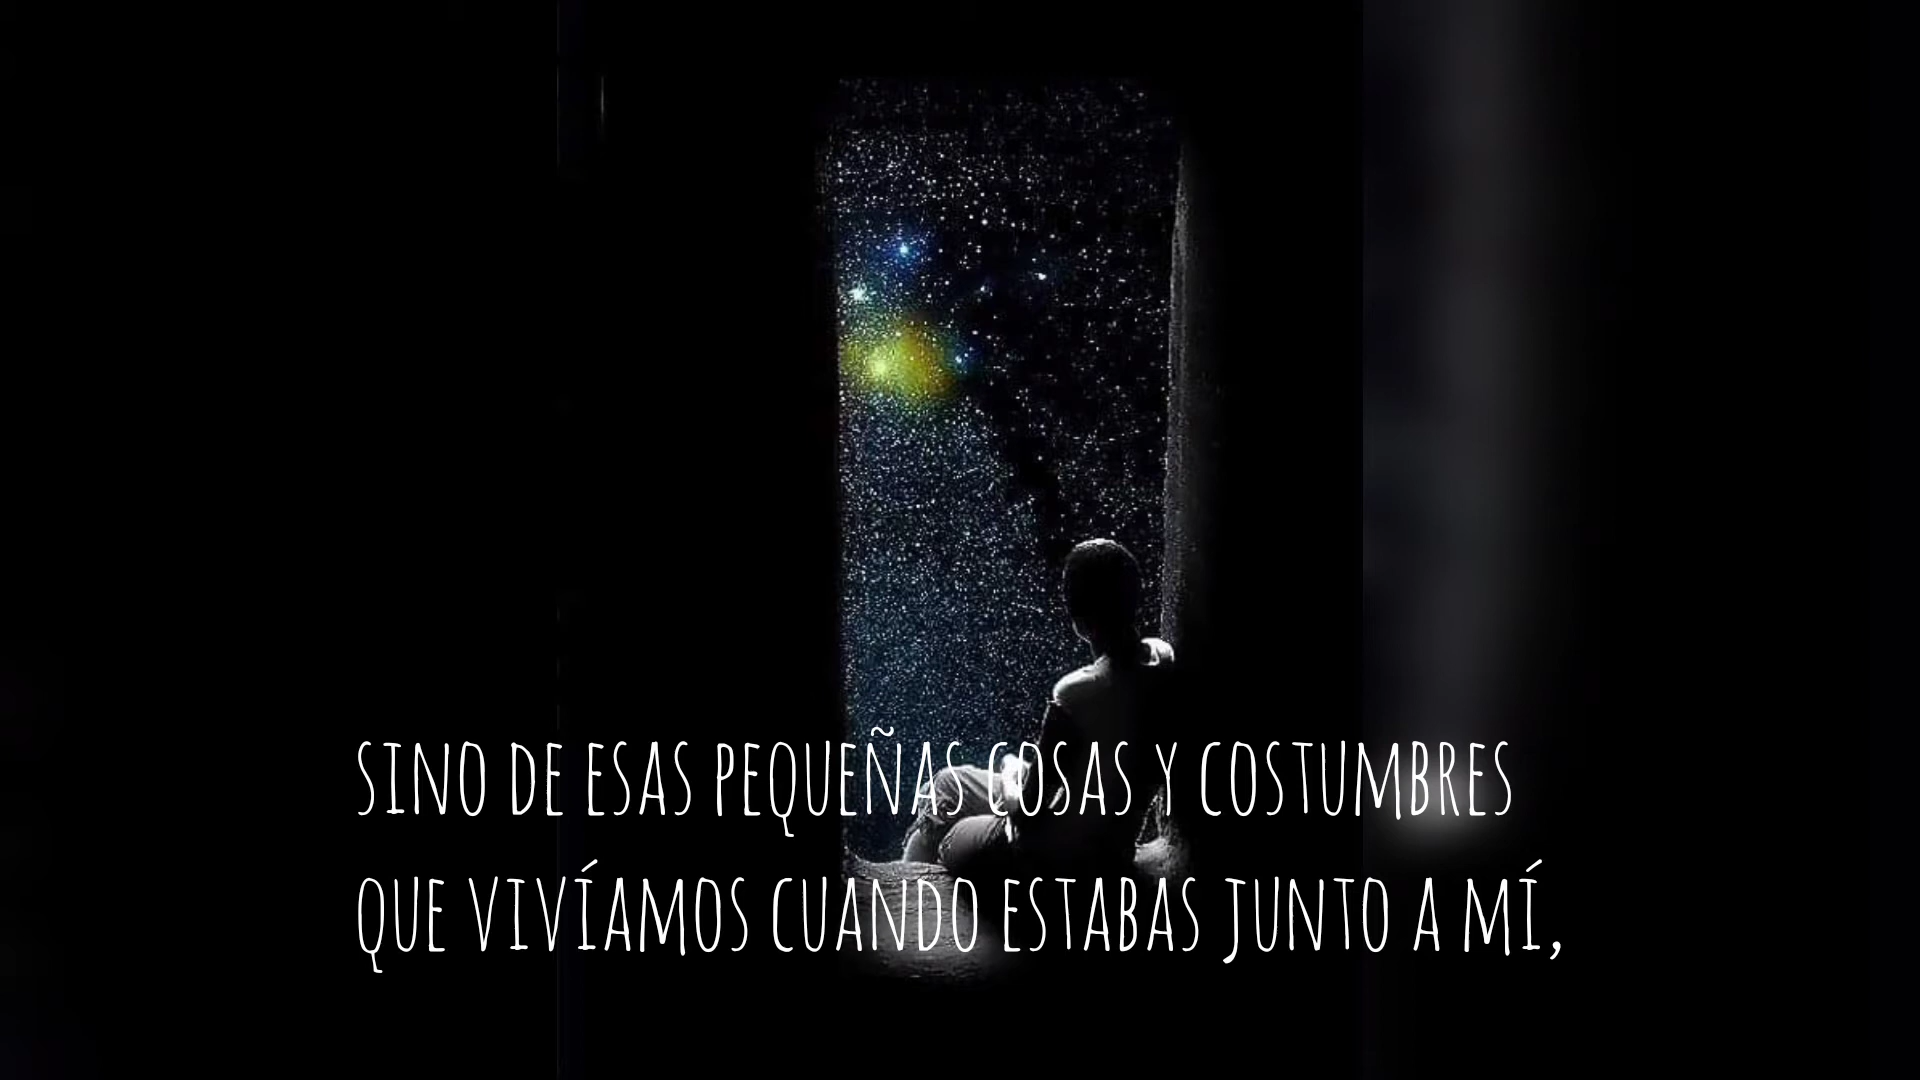 SINO DE ESAS PEQUEÑAS COSAS Y COSTUMBRES
QUE VIVÍAMOS CUANDO ESTABAS JUNTO A MÍ,